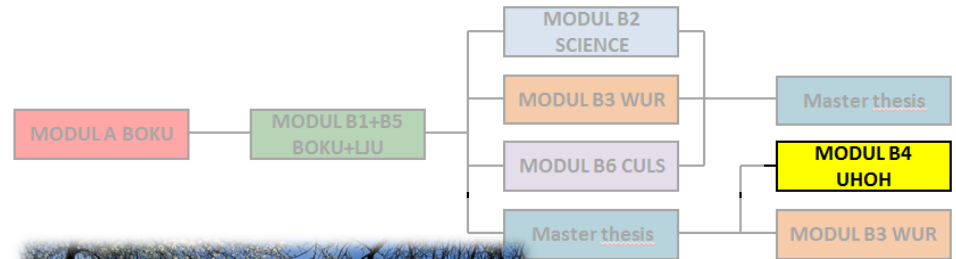 MODUL B2
SCIENCE
MODUL B3 WUR
Master thesis
MODUL A BOKU
MODUL B1+B5
BOKU+LJU
MODUL B6 CULS
MODUL B4
UHOH
Master thesis
MODUL B3 WUR